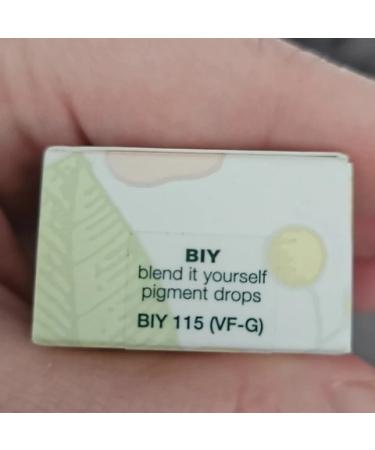 BIY
blend it yourself
pigment drops
BIY 115 (VF-G)